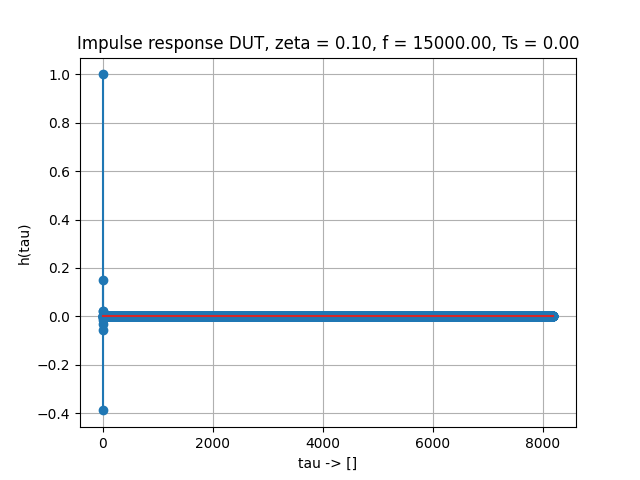 Impulse response DUT, zeta = 0.10, f = 15000.00, Ts = 0.00
1.0
0.8
0.6
0.4
0.2
0.0
−0.2
−0.4
h(tau)
0 2000 4000 6000 8000
tau -> []